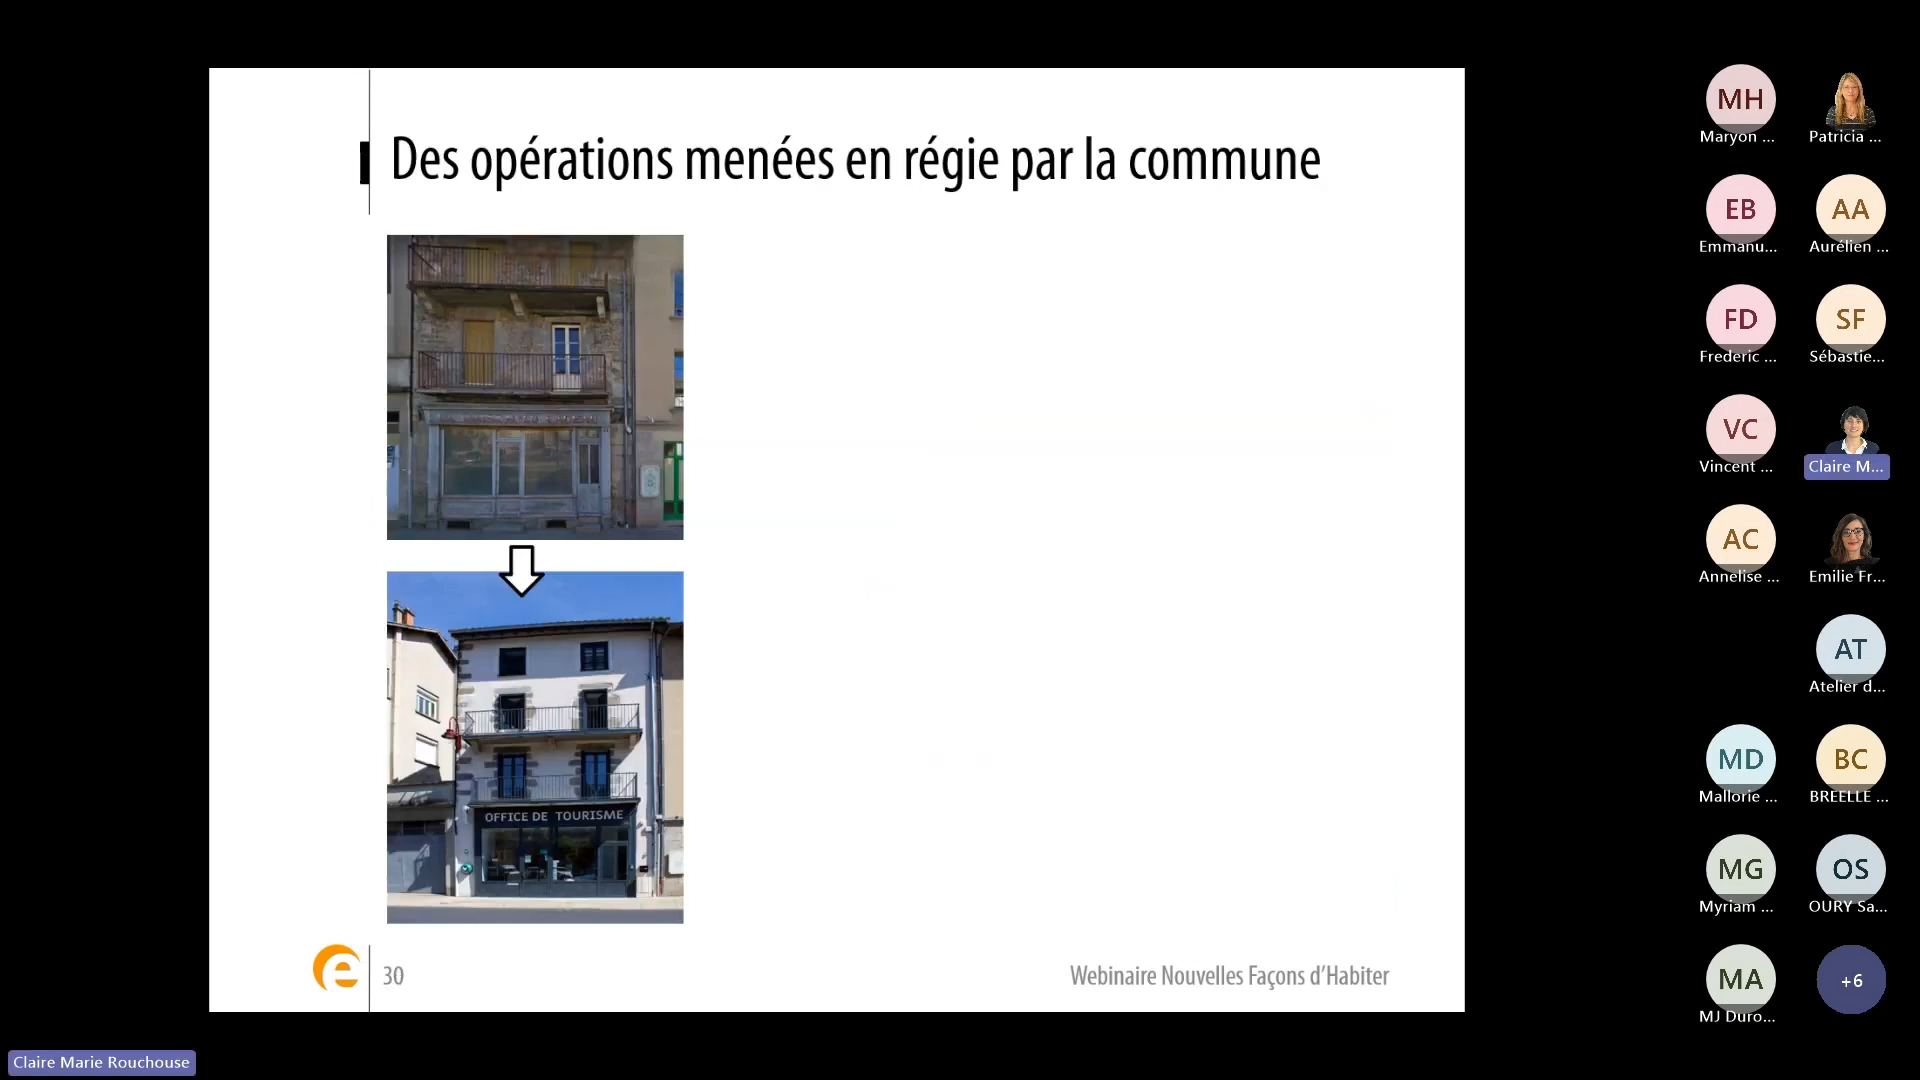 Des opérations menées en régie par la commune
OFFICE DE TOURISME
30
Webinaire Nouvelles Façons d'Habiter
MH
Maryon ...
Patricia ...
EB
Emmanu...
AA
Aurélien ...
FD
Frederic ...
SF
Sébastie...
VC
Vincent ...
Claire M...
AC
Annelise ...
Emilie Fr...
AT
Atelier d...
MD
Mallorie ...
BC
BREELLE ...
MG
Myriam ...
OS
OURY Sa...
MA
MJ Duro...
+6
Claire Marie Rouchouse